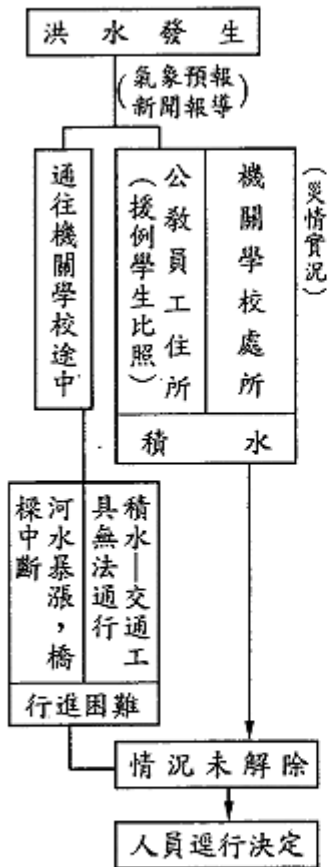 洪水發生
(氣象預報
新聞報導)
(災情實況)
機關學校處所
公教員工住所
(援例學生比照)
積水
通往機關學校途中
積水—交通工
具無法通行
河水暴漲,橋
樑中斷
行進困難
情況未解除
人員逕行決定